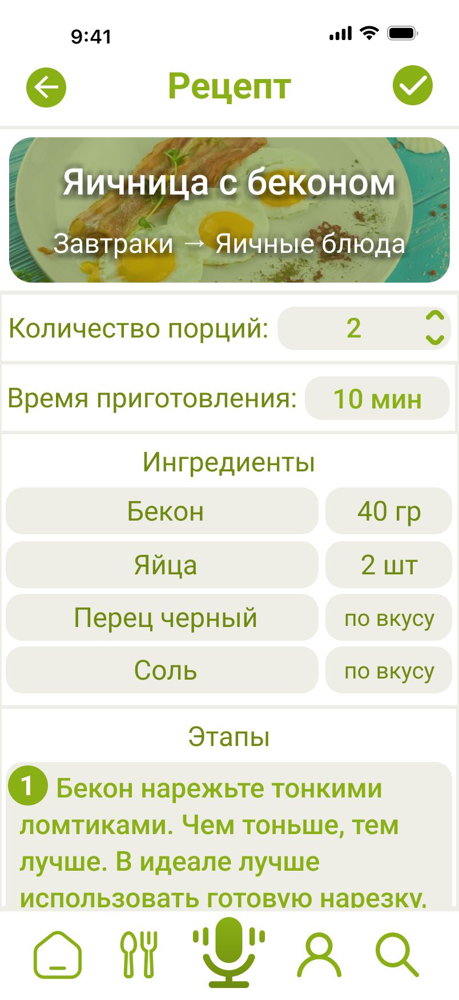 9:41
Рецепт
Яичница с беконом
Завтраки → Яичные блюда
Количество порций: 2
Время приготовления: 10 мин
Ингредиенты
Бекон 40 гр
Яйца 2 шт
Перец черный по вкусу
Соль по вкусу
Этапы
1 Бекон нарежьте тонкими
ломтиками. Чем тоньше, тем
лучше. В идеале лучше
использовать готовую нарезку,